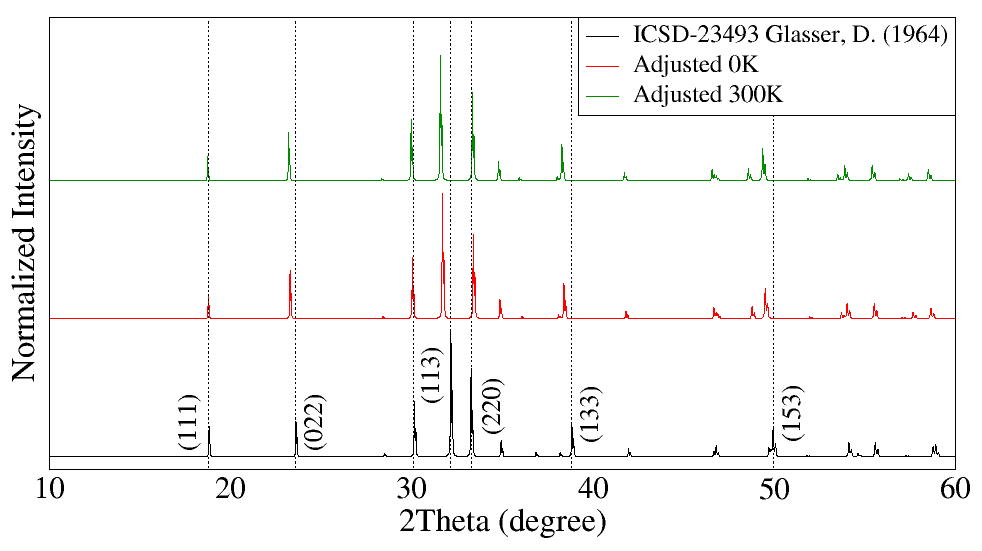 ICSD-23493 Glasser, D. (1964)
Adjusted 0K
Adjusted 300K
Normalized Intensity
(111)
(022)
(113)
(220)
(133)
(153)
10 20 30 40 50 60
2Theta (degree)